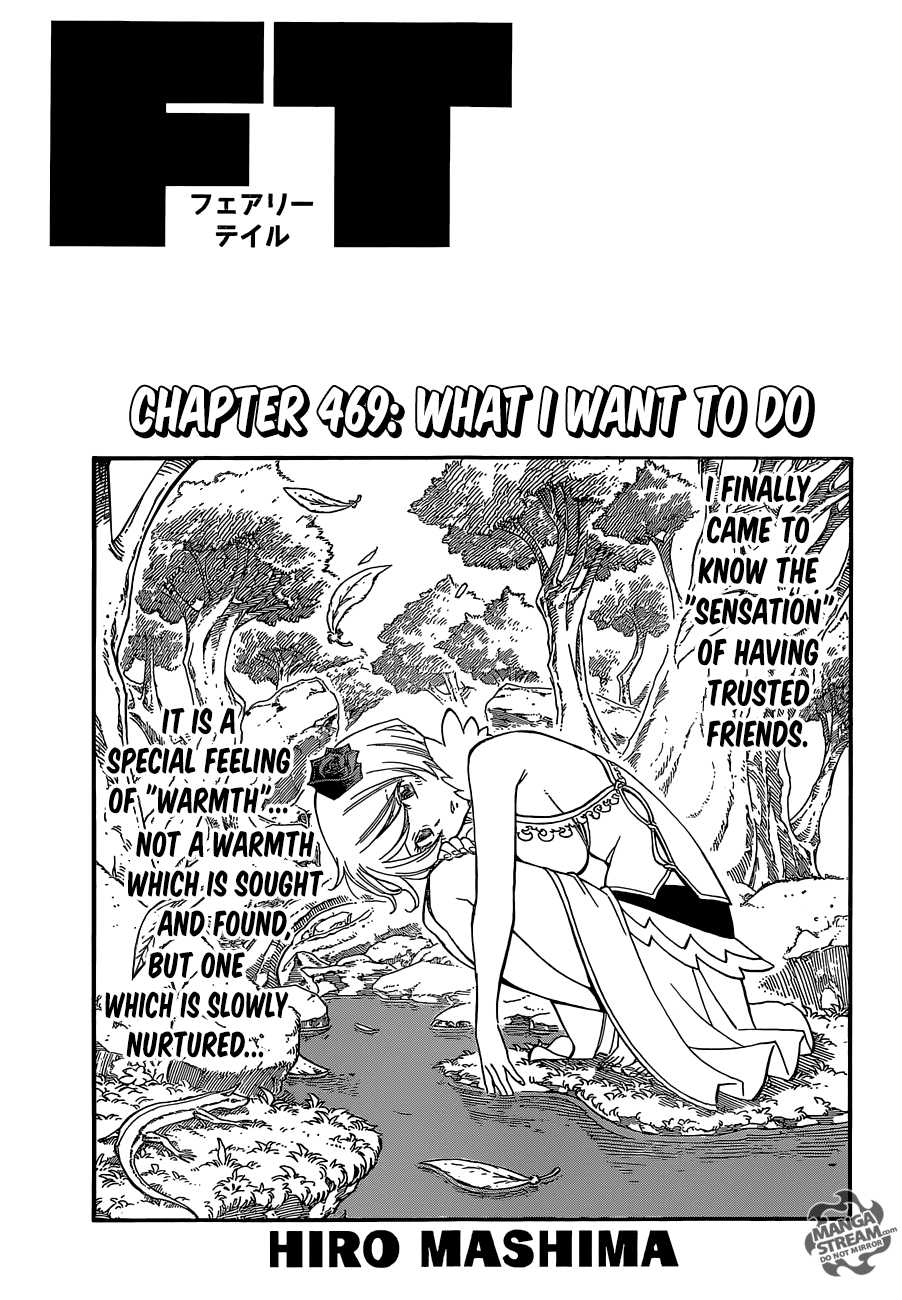 FT
フェアリー
テイル
CHAPTER 469: WHAT I WANT TO DO
I FINALLY
CAME TO
KNOW THE
"SENSATION"
OF HAVING
TRUSTED
FRIENDS.
IT IS A
SPECIAL FEELING
OF "WARMTH"...
NOT A WARMTH
WHICH IS SOUGHT
AND FOUND,
BUT ONE
WHICH IS SLOWLY
NURTURED...
HIRO MASHIMA
MANGA
STREAM.com
DO NOT MIRROR